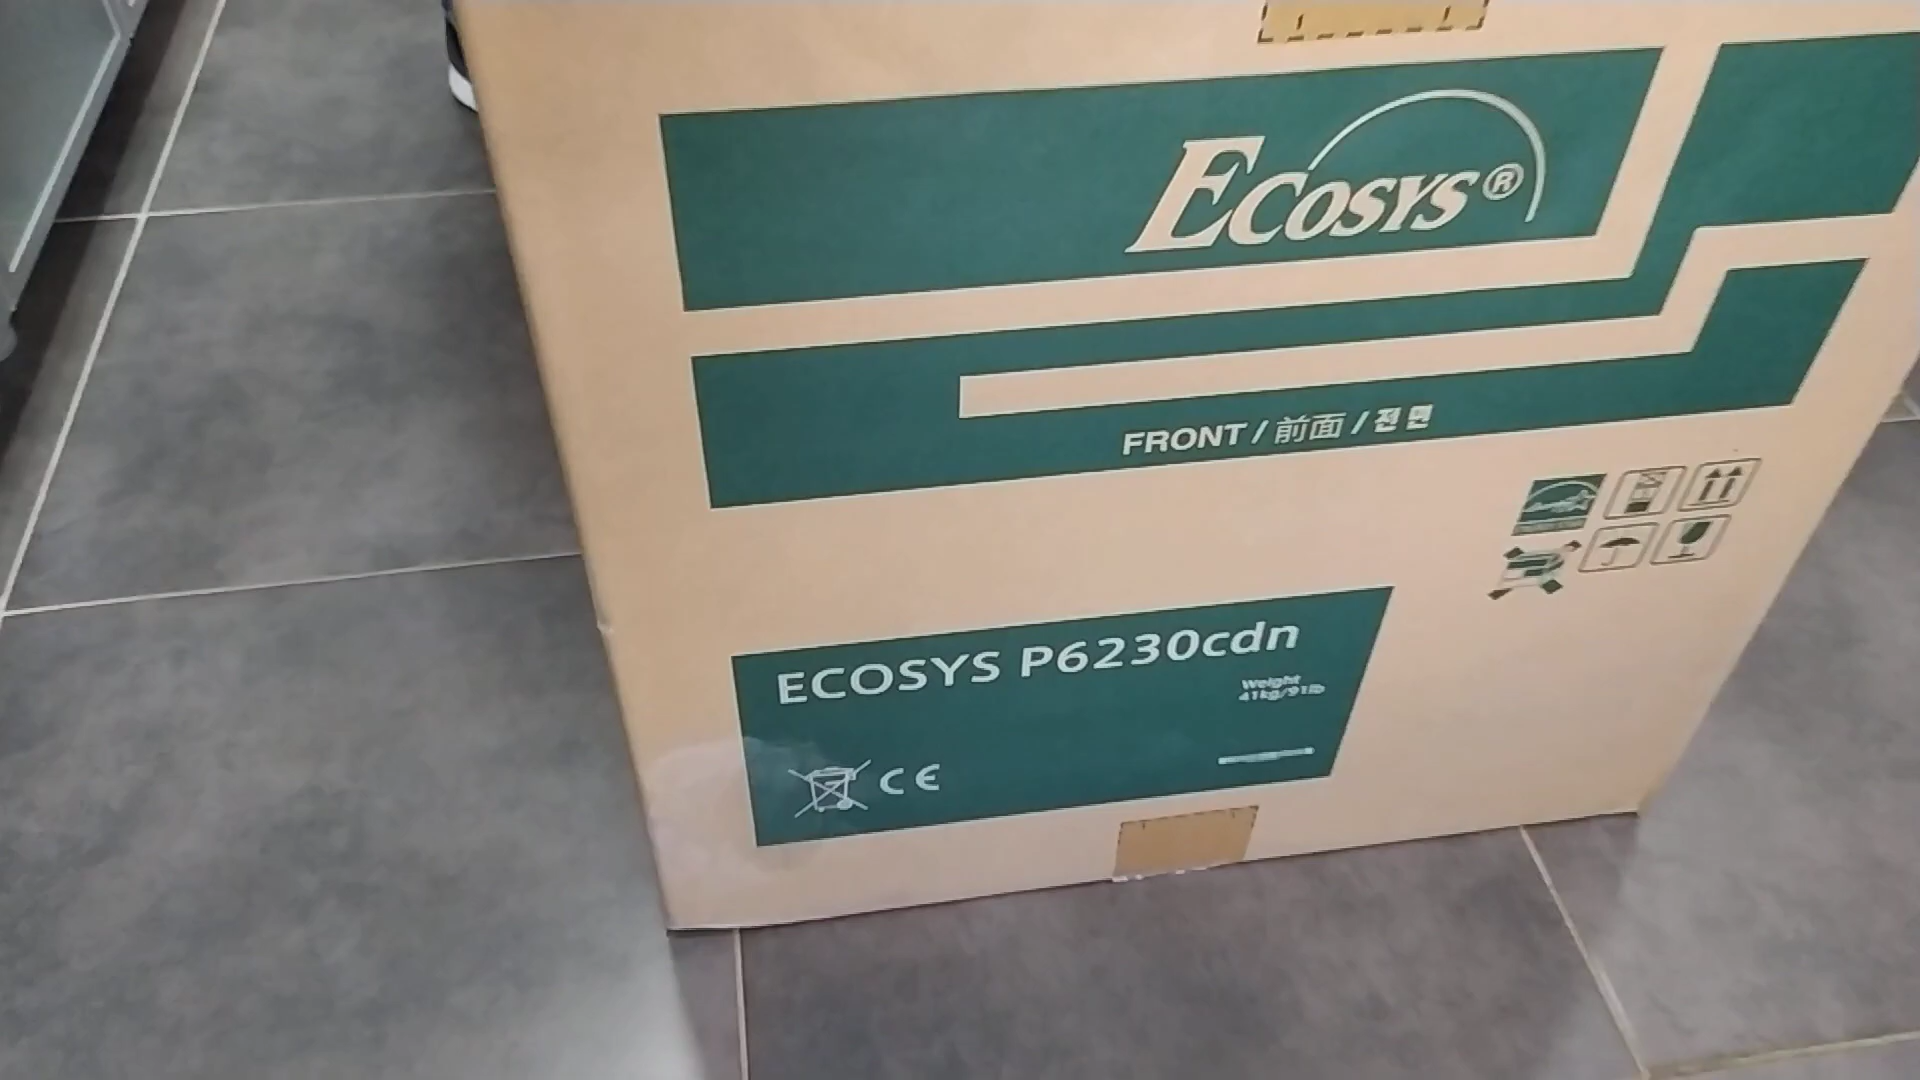 ECOSYS®
FRONT / 前面 / 전면
ECOSYS P6230cdn
Weight
41kg/91lb
CE